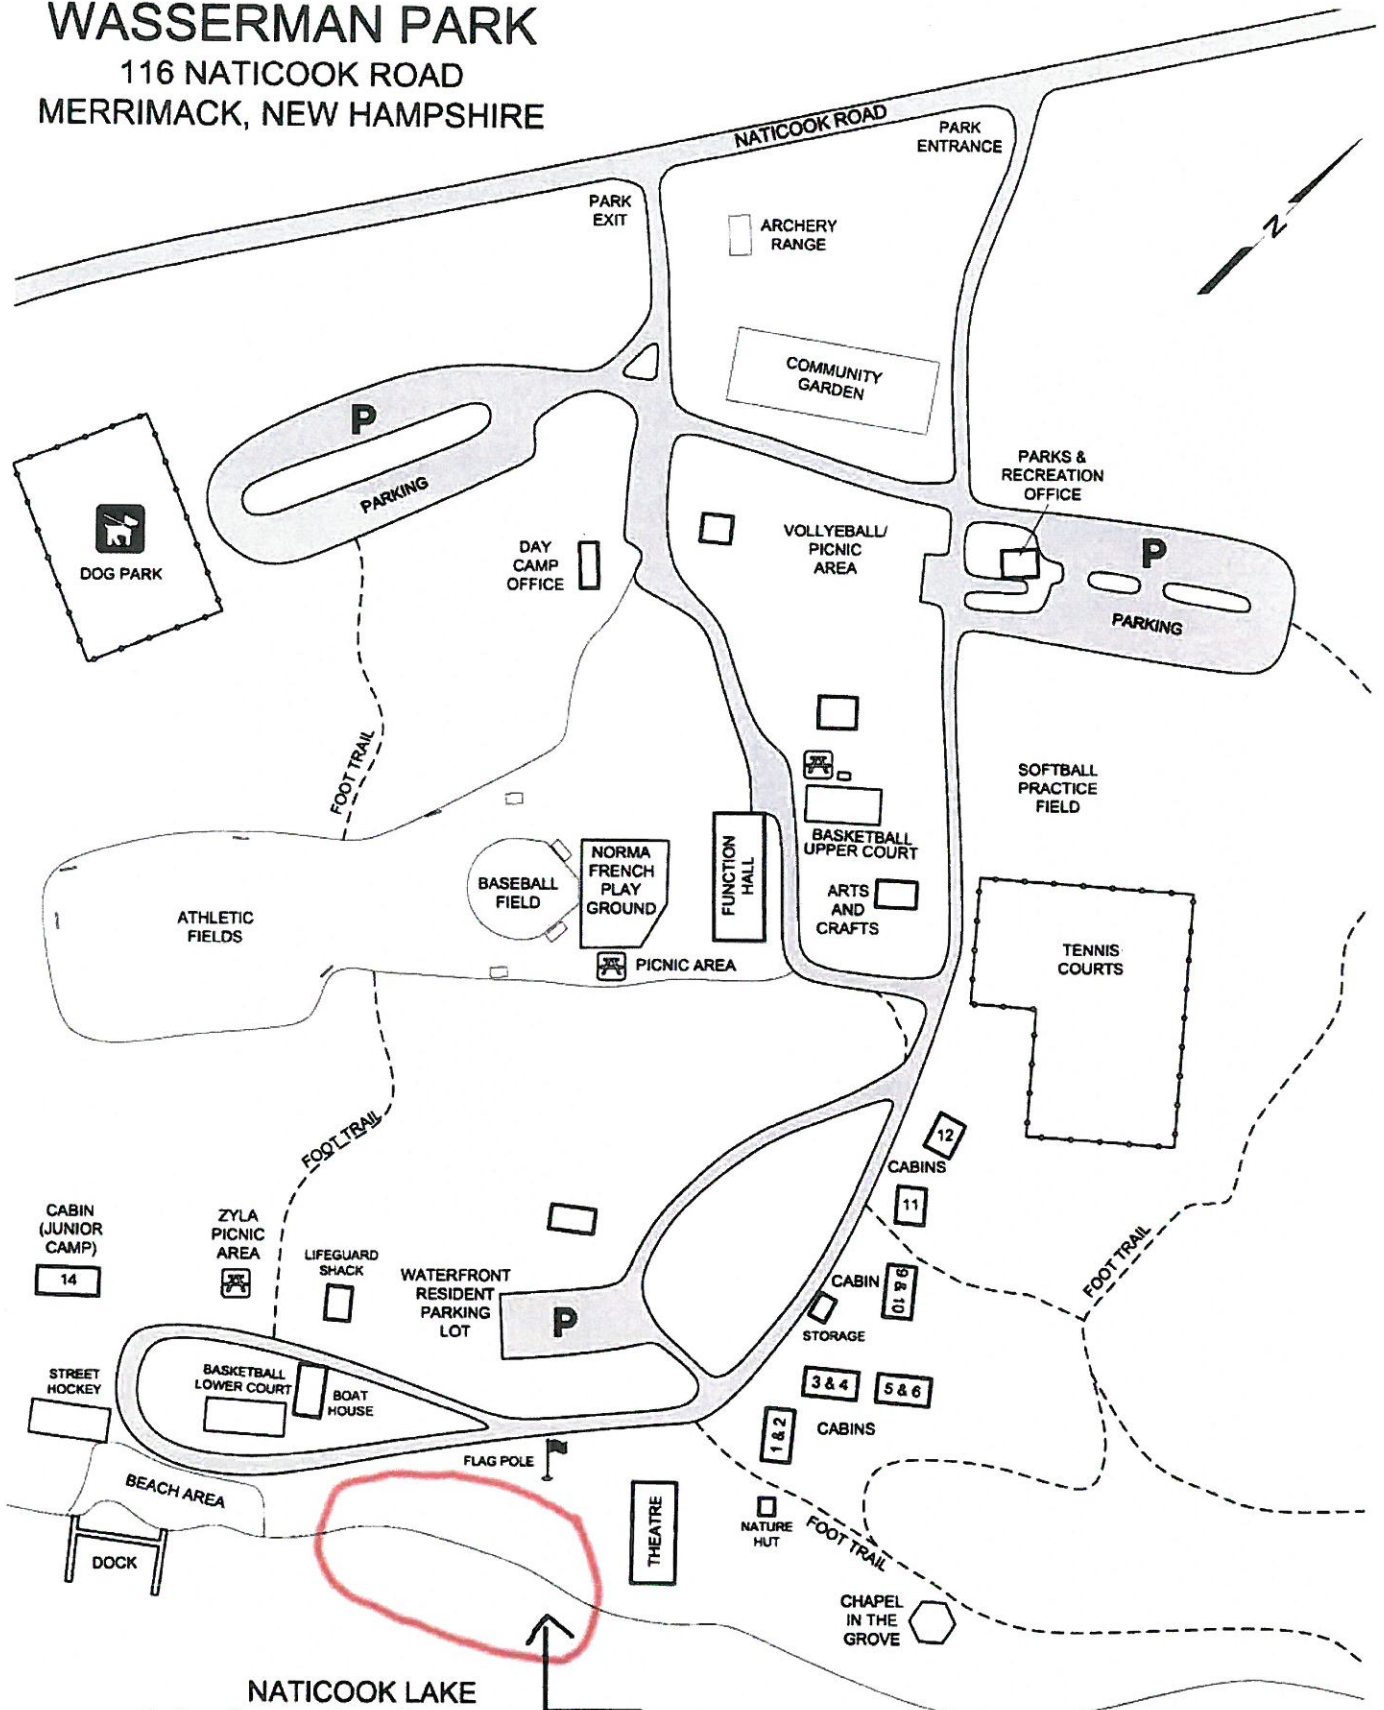 WASSERMAN PARK
116 NATICOOK ROAD
MERRIMACK, NEW HAMPSHIRE
NATICOOK ROAD
PARK
ENTRANCE
PARK
EXIT
ARCHERY
RANGE
N
COMMUNITY
GARDEN
P
PARKING
PARKS &
RECREATION
OFFICE
DOG PARK
DAY
CAMP
OFFICE
VOLLYEBALL/
PICNIC
AREA
P
PARKING
FOOT TRAIL
SOFTBALL
PRACTICE
FIELD
BASKETBALL
UPPER COURT
NORMA
FRENCH
PLAY
GROUND
FUNCTION
HALL
BASEBALL
FIELD
ARTS
AND
CRAFTS
ATHLETIC
FIELDS
TENNIS
COURTS
PICNIC AREA
FOOT TRAIL
12
CABINS
11
CABIN
(JUNIOR
CAMP)
14
ZYLA
PICNIC
AREA
LIFEGUARD
SHACK
WATERFRONT
RESIDENT
PARKING
LOT
P
CABIN
9 & 10
STORAGE
FOOT TRAIL
STREET
HOCKEY
BASKETBALL
LOWER COURT
BOAT
HOUSE
3 & 4
5 & 6
1 & 2
CABINS
FLAG POLE
BEACH AREA
THEATRE
NATURE
HUT
FOOT TRAIL
DOCK
CHAPEL
IN THE
GROVE
NATICOOK LAKE